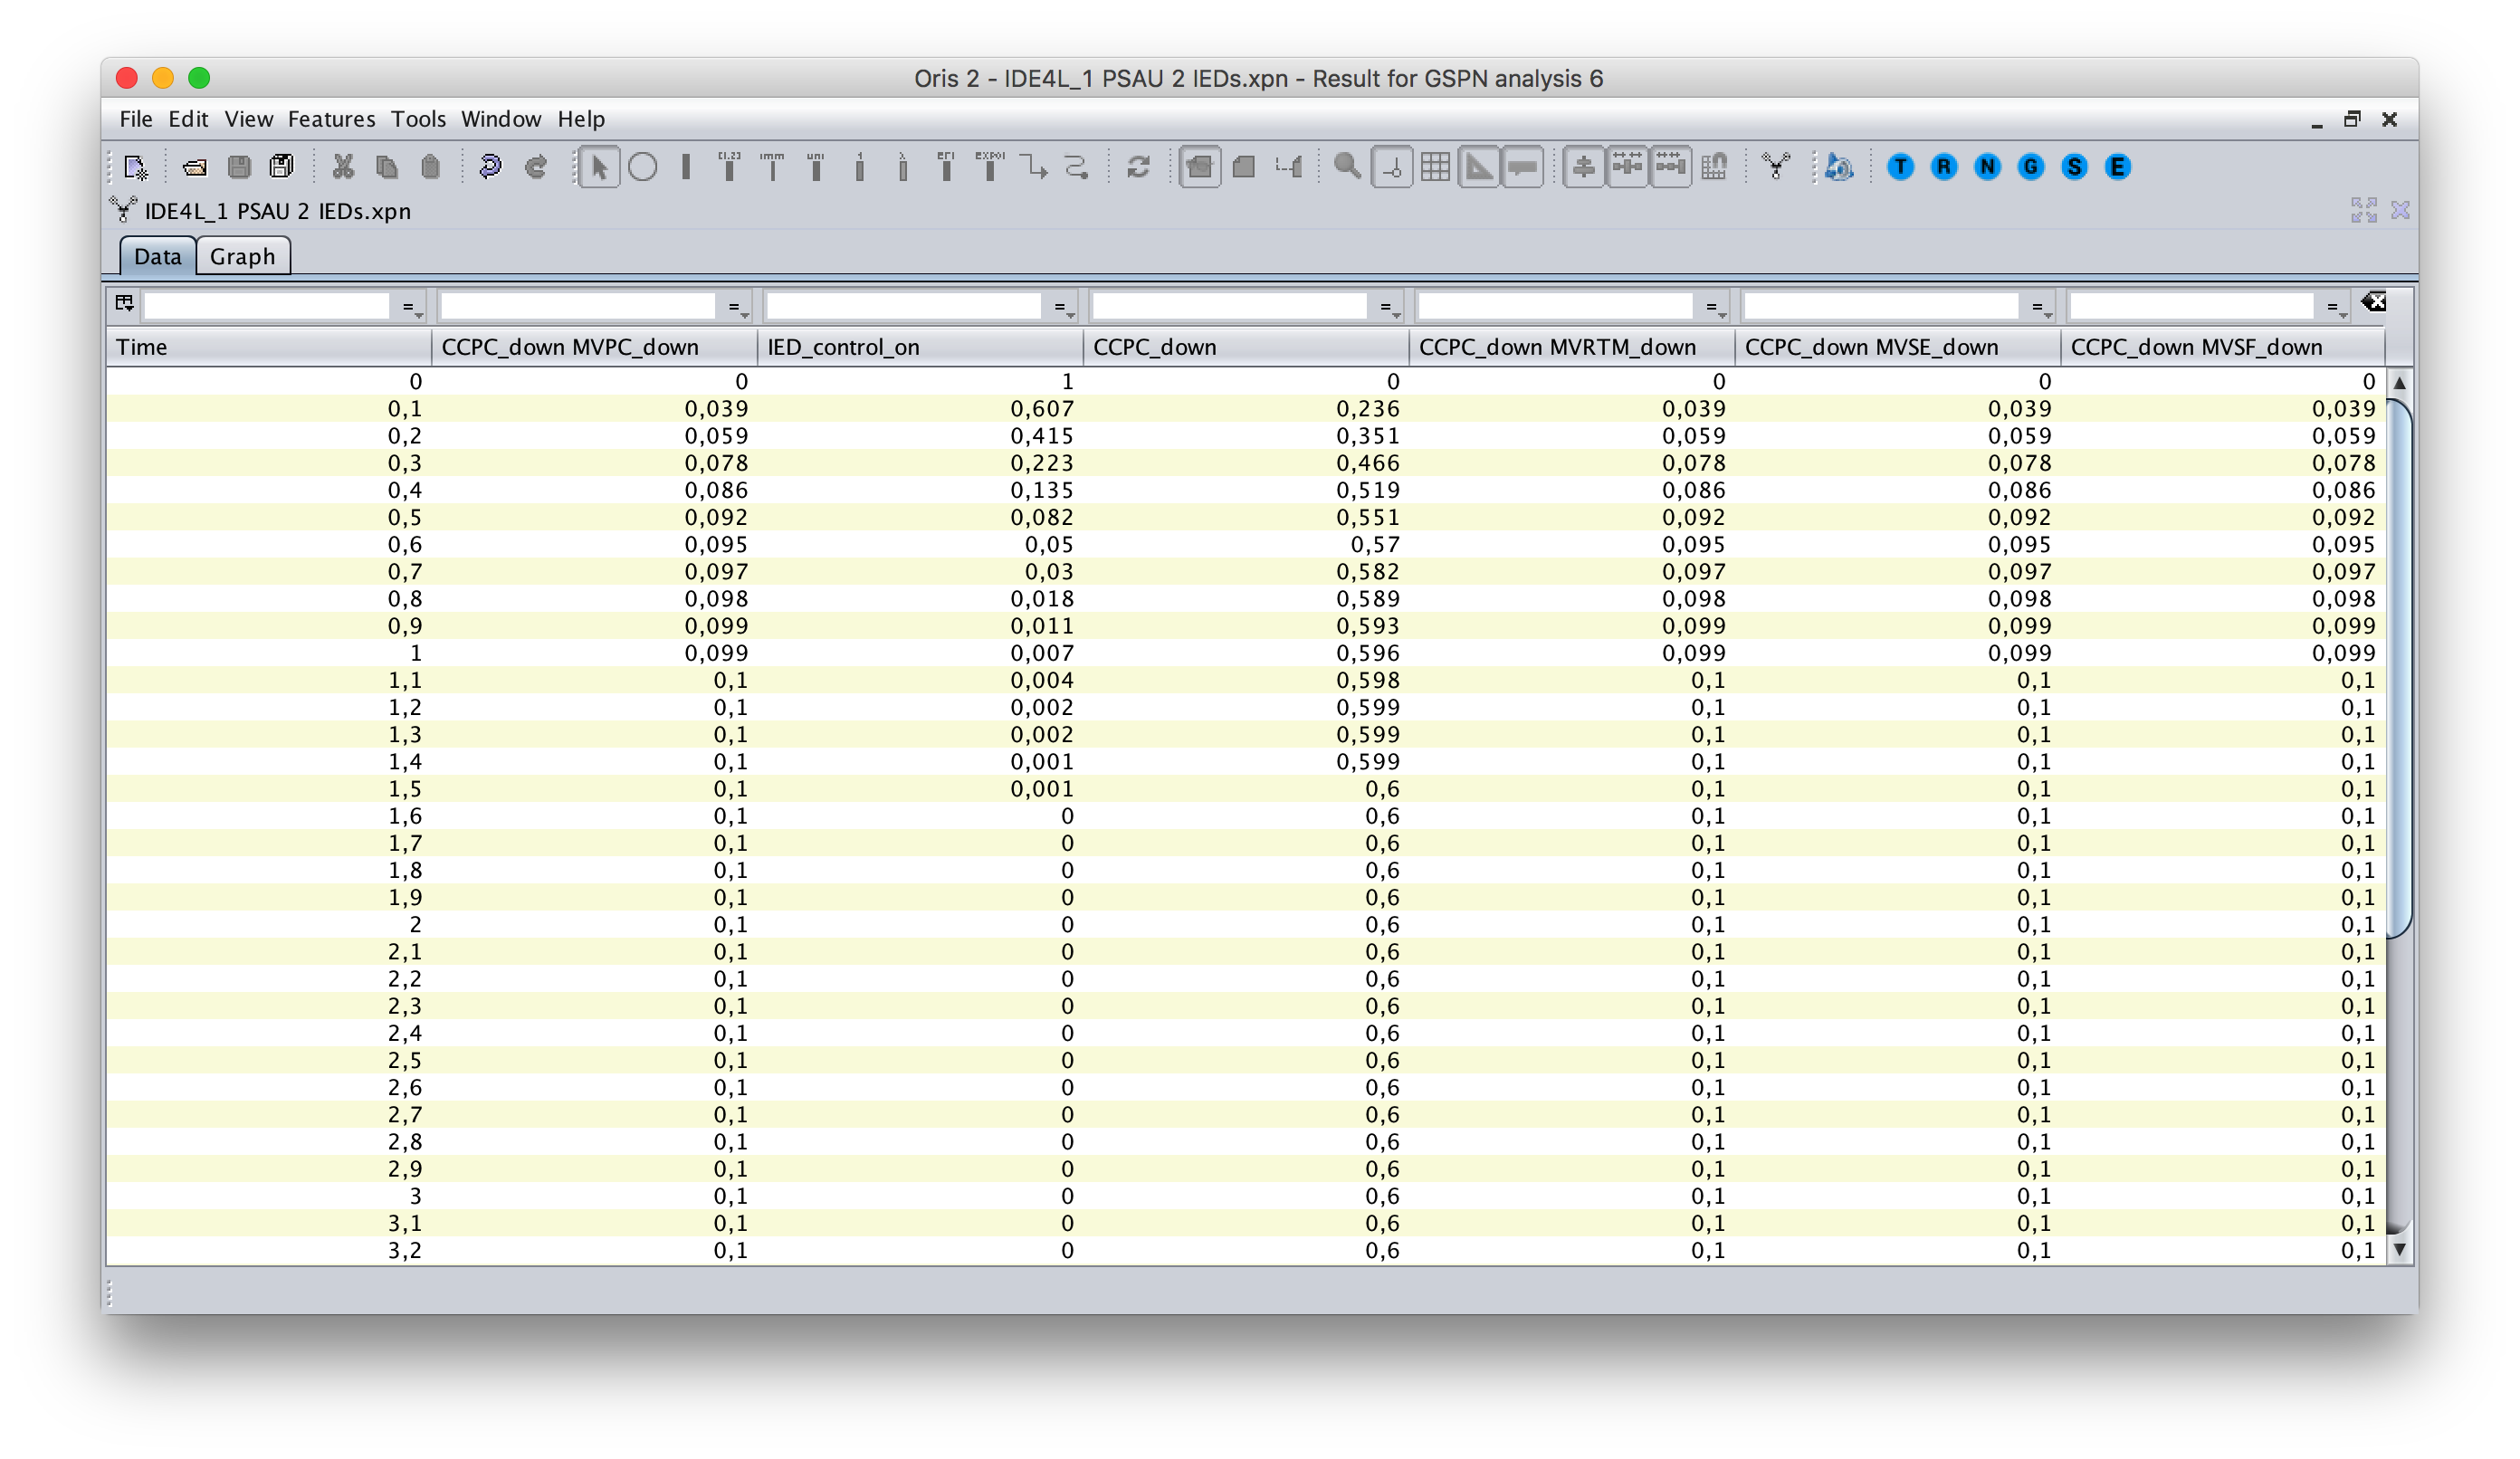 Oris 2 - IDE4L_1 PSAU 2 IEDs.xpn - Result for GSPN analysis 6
File Edit View Features Tools Window Help
[1,2] imm uni 1 λ ERl EXPOl T R N G S E
IDE4L_1 PSAU 2 IEDs.xpn
Data Graph
= = = = = = =
Time CCPC_down MVPC_down IED_control_on CCPC_down CCPC_down MVRTM_down CCPC_down MVSE_down CCPC_down MVSF_down
0 0 1 0 0 0 0
0,1 0,039 0,607 0,236 0,039 0,039 0,039
0,2 0,059 0,415 0,351 0,059 0,059 0,059
0,3 0,078 0,223 0,466 0,078 0,078 0,078
0,4 0,086 0,135 0,519 0,086 0,086 0,086
0,5 0,092 0,082 0,551 0,092 0,092 0,092
0,6 0,095 0,05 0,57 0,095 0,095 0,095
0,7 0,097 0,03 0,582 0,097 0,097 0,097
0,8 0,098 0,018 0,589 0,098 0,098 0,098
0,9 0,099 0,011 0,593 0,099 0,099 0,099
1 0,099 0,007 0,596 0,099 0,099 0,099
1,1 0,1 0,004 0,598 0,1 0,1 0,1
1,2 0,1 0,002 0,599 0,1 0,1 0,1
1,3 0,1 0,002 0,599 0,1 0,1 0,1
1,4 0,1 0,001 0,599 0,1 0,1 0,1
1,5 0,1 0,001 0,6 0,1 0,1 0,1
1,6 0,1 0 0,6 0,1 0,1 0,1
1,7 0,1 0 0,6 0,1 0,1 0,1
1,8 0,1 0 0,6 0,1 0,1 0,1
1,9 0,1 0 0,6 0,1 0,1 0,1
2 0,1 0 0,6 0,1 0,1 0,1
2,1 0,1 0 0,6 0,1 0,1 0,1
2,2 0,1 0 0,6 0,1 0,1 0,1
2,3 0,1 0 0,6 0,1 0,1 0,1
2,4 0,1 0 0,6 0,1 0,1 0,1
2,5 0,1 0 0,6 0,1 0,1 0,1
2,6 0,1 0 0,6 0,1 0,1 0,1
2,7 0,1 0 0,6 0,1 0,1 0,1
2,8 0,1 0 0,6 0,1 0,1 0,1
2,9 0,1 0 0,6 0,1 0,1 0,1
3 0,1 0 0,6 0,1 0,1 0,1
3,1 0,1 0 0,6 0,1 0,1 0,1
3,2 0,1 0 0,6 0,1 0,1 0,1